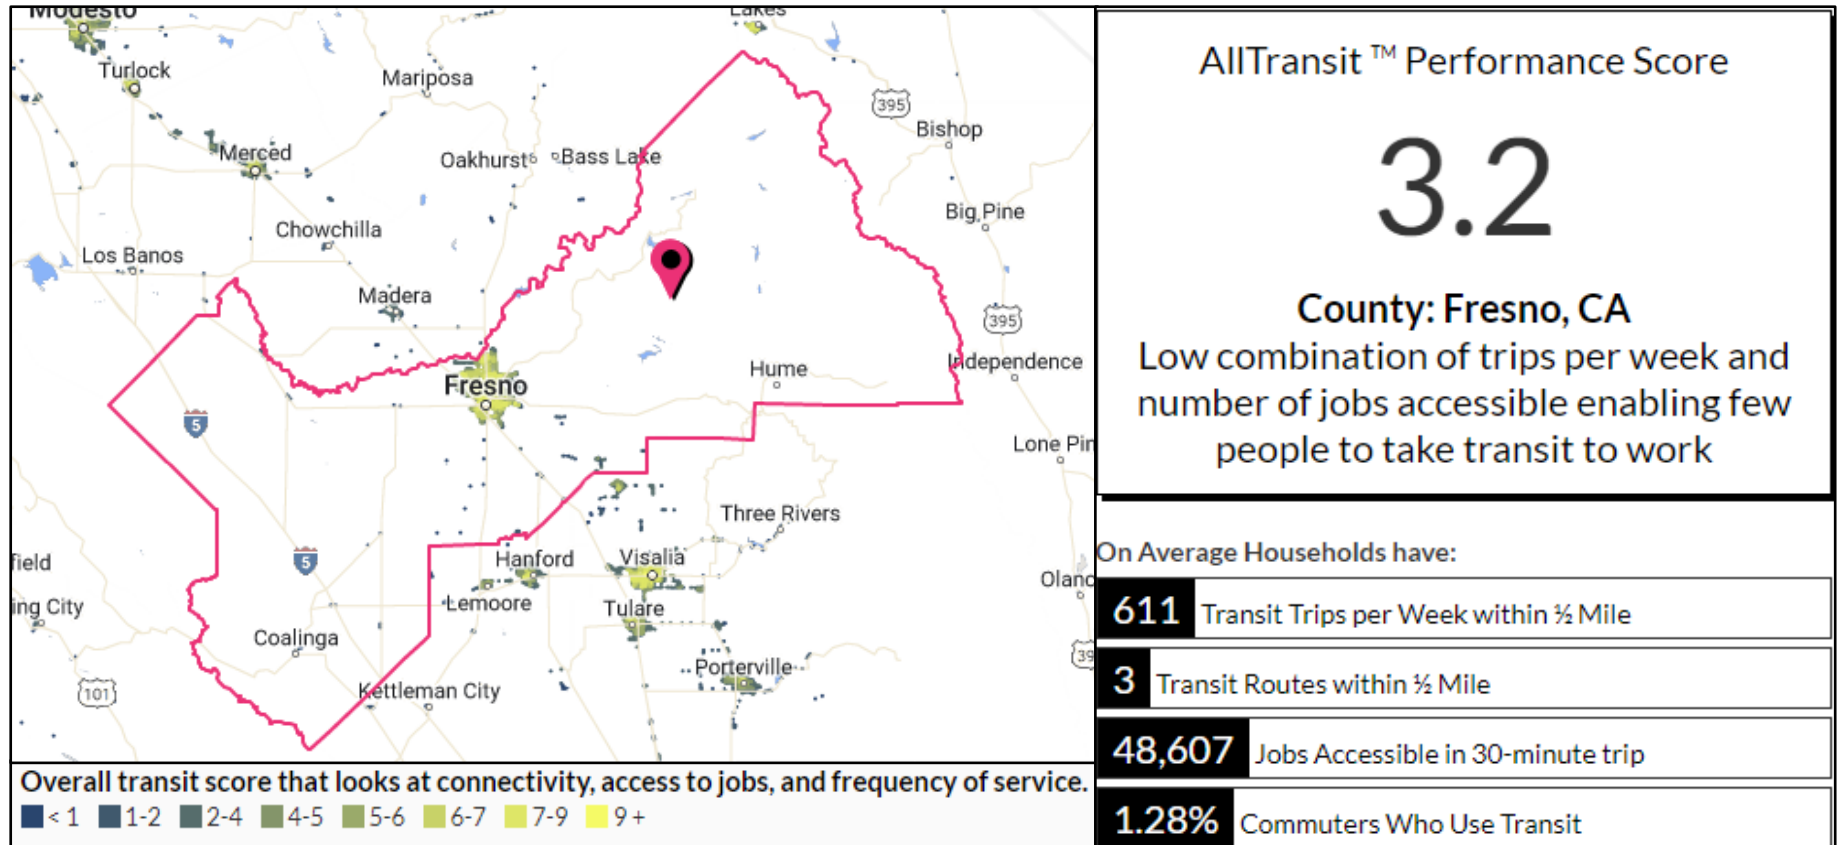 Modesto
Lakes
Turlock
Mariposa
395
Bishop
Merced
Oakhurst
Bass Lake
Big Pine
Chowchilla
Los Banos
Madera
395
Independence
Hume
Fresno
5
Lone Pin
Three Rivers
5
Hanford
Visalia
field
Olanc
ing City
Lemoore
Tulare
Coalinga
39
Porterville
101
Kettleman City
Overall transit score that looks at connectivity, access to jobs, and frequency of service.
< 1 1-2 2-4 4-5 5-6 6-7 7-9 9 +
AllTransit ™ Performance Score
3.2
County: Fresno, CA
Low combination of trips per week and
number of jobs accessible enabling few
people to take transit to work
On Average Households have:
611 Transit Trips per Week within ½ Mile
3 Transit Routes within ½ Mile
48,607 Jobs Accessible in 30-minute trip
1.28% Commuters Who Use Transit